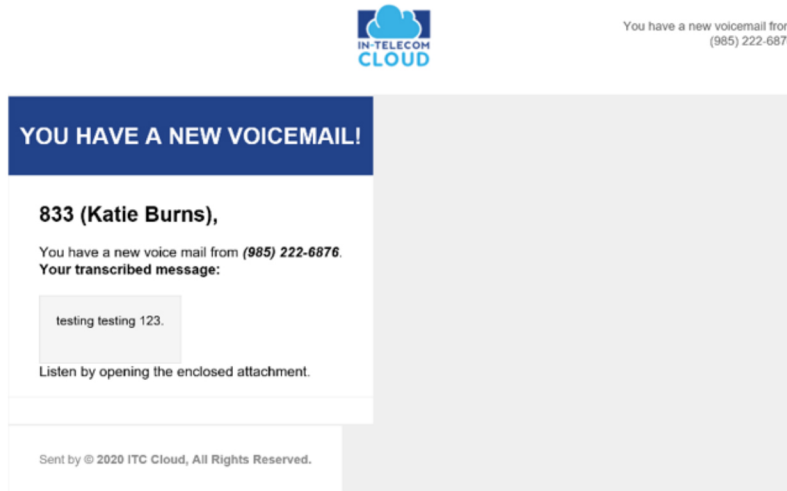 IN-TELECOM
CLOUD
You have a new voicemail
(985) 222-687
YOU HAVE A NEW VOICEMAIL!
833 (Katie Burns),
You have a new voice mail from (985) 222-6876.
Your transcribed message:
testing testing 123.
Listen by opening the enclosed attachment.
Sent by © 2020 ITC Cloud, All Rights Reserved.